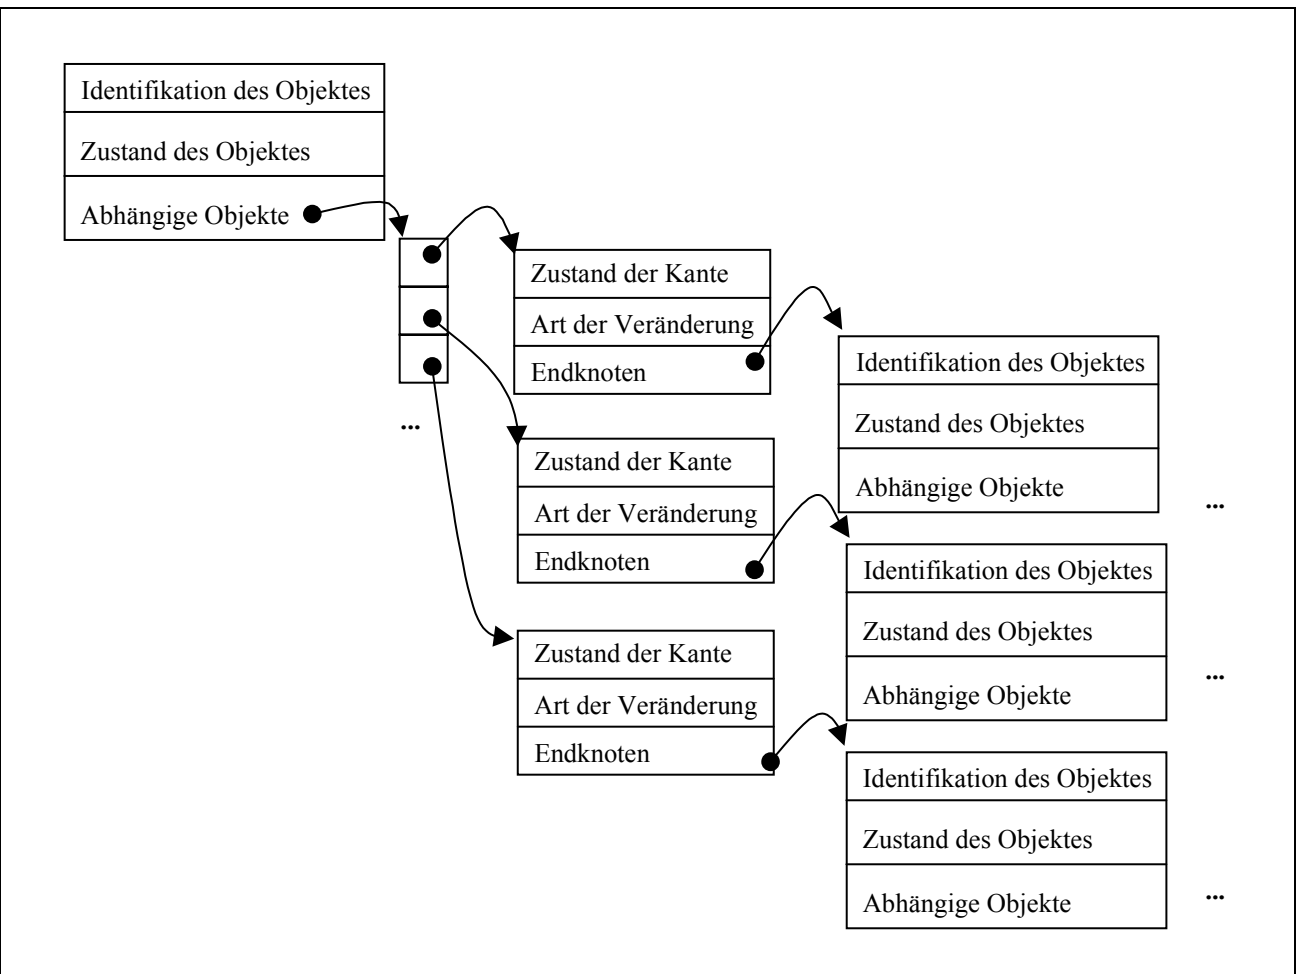 Identifikation des Objektes
Zustand des Objektes
Abhängige Objekte
...
Zustand der Kante
Art der Veränderung
Endknoten
Identifikation des Objektes
Zustand des Objektes
Abhängige Objekte
...
Zustand der Kante
Art der Veränderung
Endknoten
Identifikation des Objektes
Zustand des Objektes
Abhängige Objekte
...
Zustand der Kante
Art der Veränderung
Endknoten
Identifikation des Objektes
Zustand des Objektes
Abhängige Objekte
...